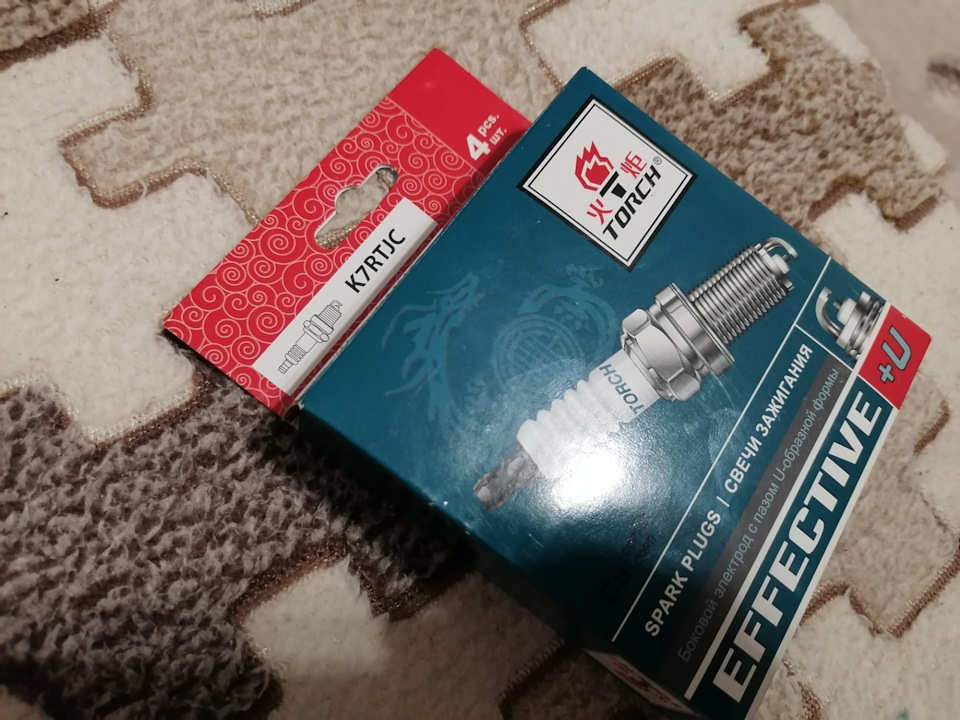 4 pcs.
шт.
K7RTJC
火 炬
TORCH®
TORCH
SPARK PLUGS | СВЕЧИ ЗАЖИГАНИЯ
Боковой электрод с пазом U-образной формы
EFFECTIVE +U